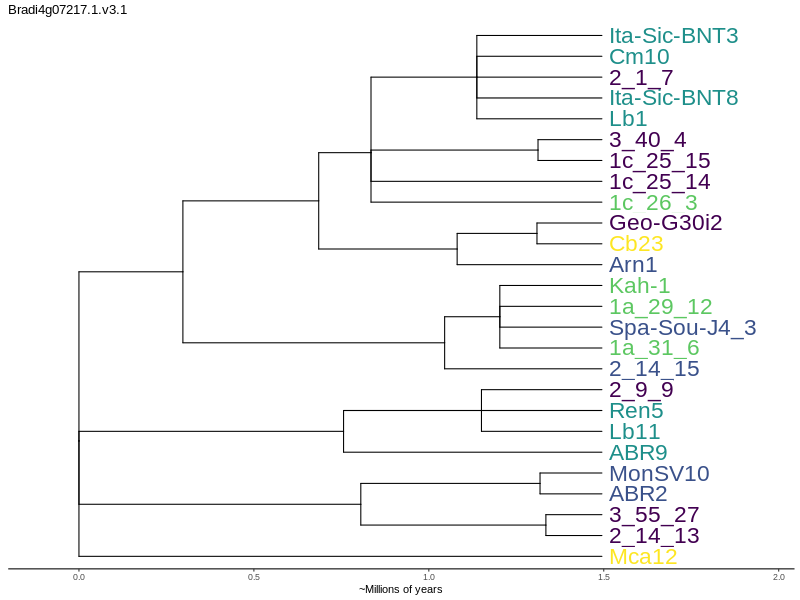 Bradi4g07217.1.v3.1
Ita-Sic-BNT3
Cm10
2_1_7
Ita-Sic-BNT8
Lb1
3_40_4
1c_25_15
1c_25_14
1c_26_3
Geo-G30i2
Cb23
Arn1
Kah-1
1a_29_12
Spa-Sou-J4_3
1a_31_6
2_14_15
2_9_9
Ren5
Lb11
ABR9
MonSV10
ABR2
3_55_27
2_14_13
Mca12
0.0 0.5 1.0 1.5 2.0
~Millions of years